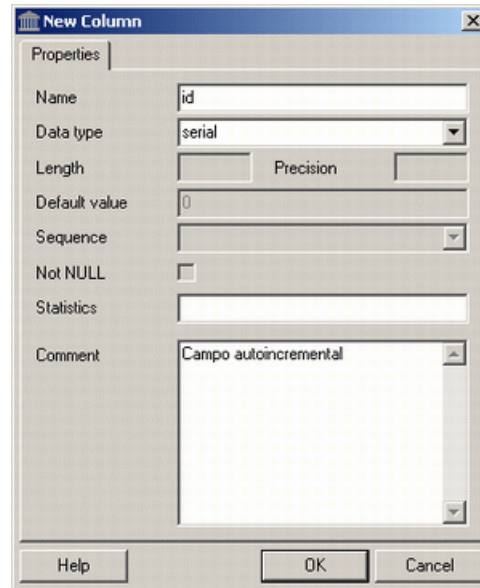 New Column
Properties
Name id
Data type serial
Length Precision
Default value 0
Sequence
Not NULL
Statistics
Comment Campo autoincremental
Help OK Cancel